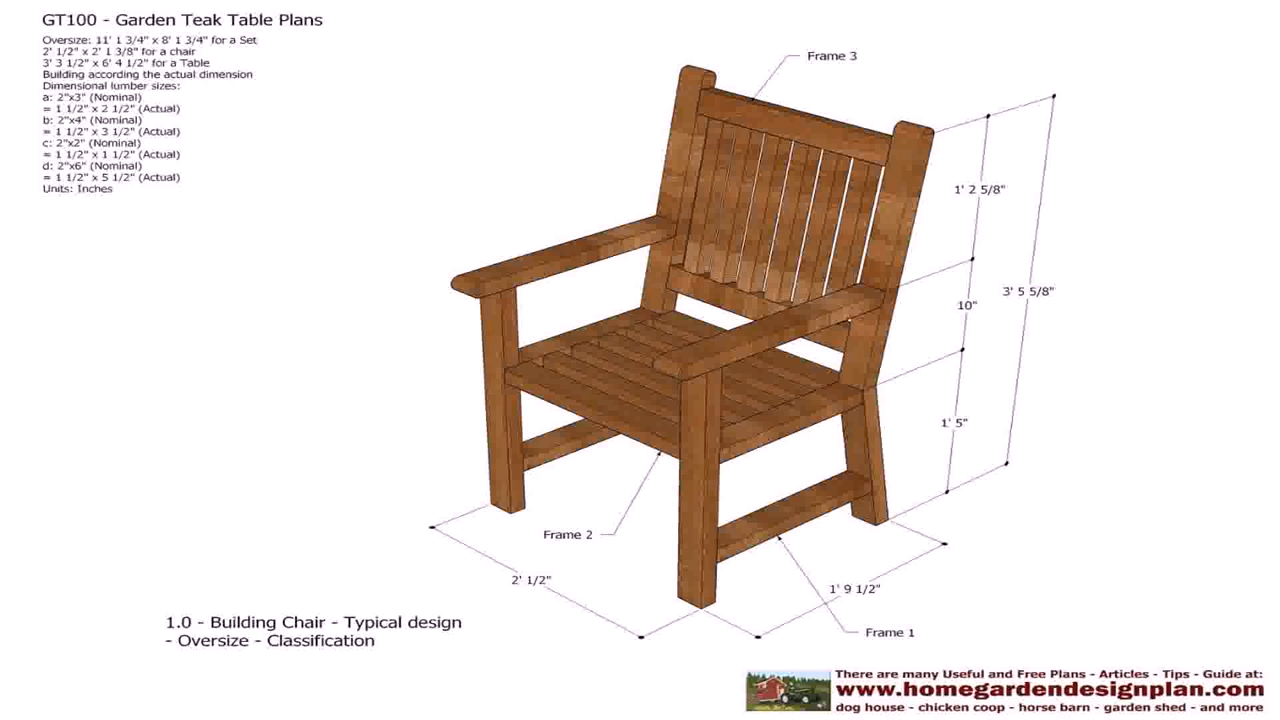 GT100 - Garden Teak Table Plans
Oversize: 11' 1 3/4" x 8' 1 3/4" for a Set
2' 1/2" x 2' 1 3/8" for a chair
3' 3 1/2" x 6' 4 1/2" for a Table
Building according the actual dimension
Dimensional lumber sizes:
a: 2"x3" (Nominal)
= 1 1/2" x 2 1/2" (Actual)
b: 2"x4" (Nominal)
= 1 1/2" x 3 1/2" (Actual)
c: 2"x2" (Nominal)
= 1 1/2" x 1 1/2" (Actual)
d: 2"x6" (Nominal)
= 1 1/2" x 5 1/2" (Actual)
Units: Inches
Frame 3
1' 2 5/8"
3' 5 5/8"
10"
1' 5"
Frame 2
2' 1/2"
1' 9 1/2"
Frame 1
1.0 - Building Chair - Typical design
- Oversize - Classification
There are many Useful and Free Plans - Articles - Tips - Guide at:
www.homegardendesignplan.com
dog house - chicken coop - horse barn - garden shed - and more